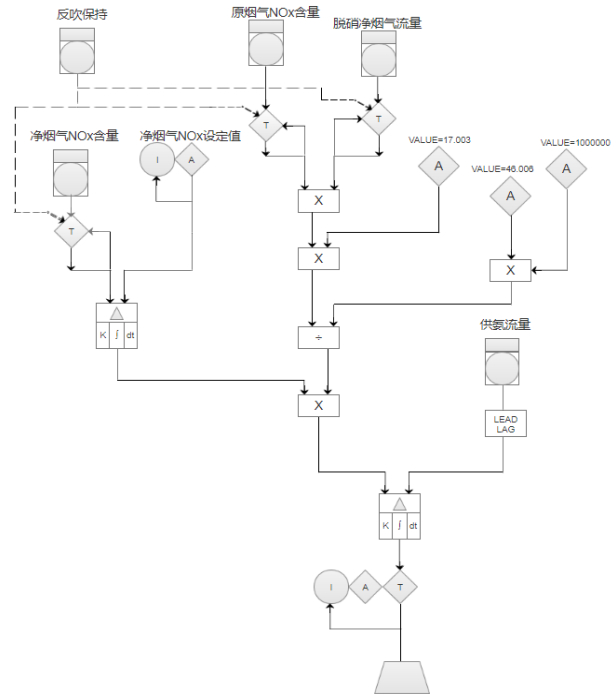 反吹保持
原烟气NOx含量
脱硝净烟气流量
T
T
净烟气NOx含量
净烟气NOx设定值
I
A
T
VALUE=17.003
A
VALUE=46.006
A
VALUE=1000000
A
X
X
X
÷
K ∫ dt
X
供氨流量
LEAD
LAG
K ∫ dt
I
A
T